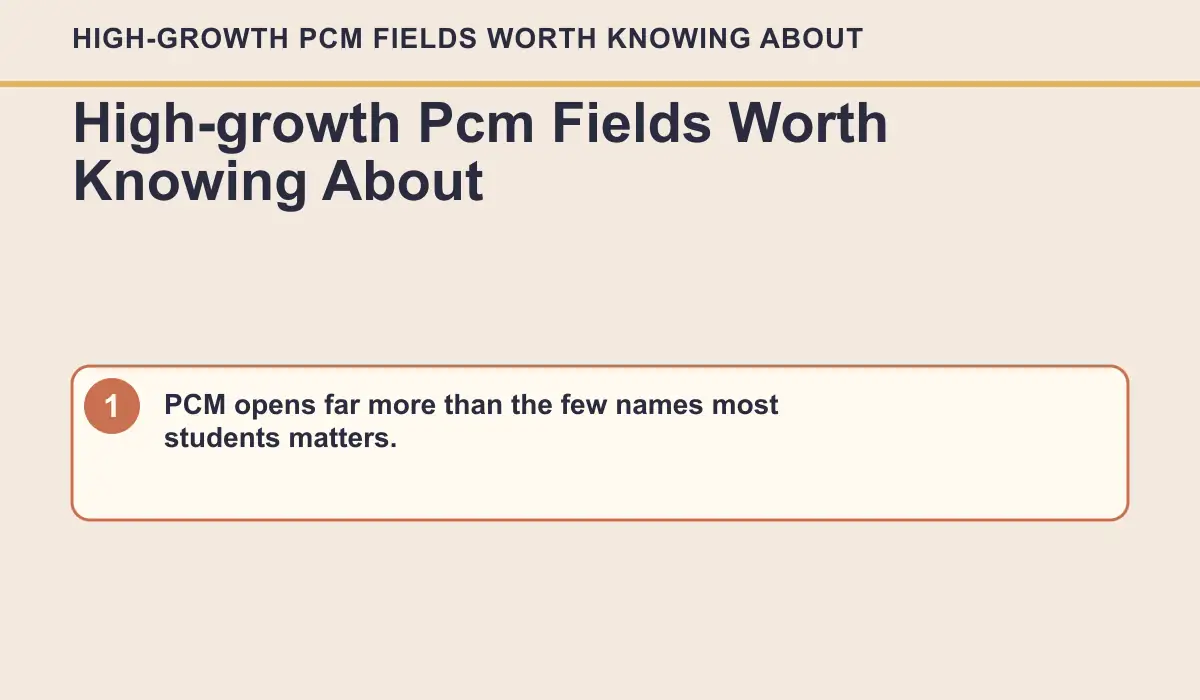 HIGH-GROWTH PCM FIELDS WORTH KNOWING ABOUT
High-growth Pcm Fields Worth
Knowing About
1
PCM opens far more than the few names most
students matters.